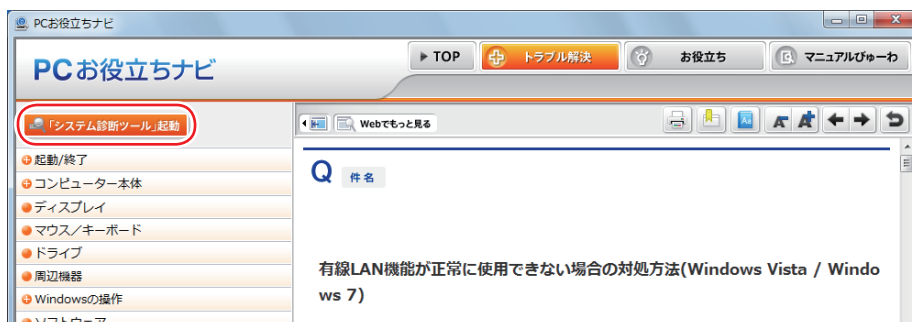 PCお役立ちナビ
PCお役立ちナビ
TOP
トラブル解決
お役立ち
マニュアルびゅーわ
「システム診断ツール」起動
Webでもっと見る
起動/終了
コンピューター本体
ディスプレイ
マウス／キーボード
ドライブ
周辺機器
Windowsの操作
ソフトウェア
Q 件名
有線LAN機能が正常に使用できない場合の対処方法(Windows Vista / Windo
ws 7)